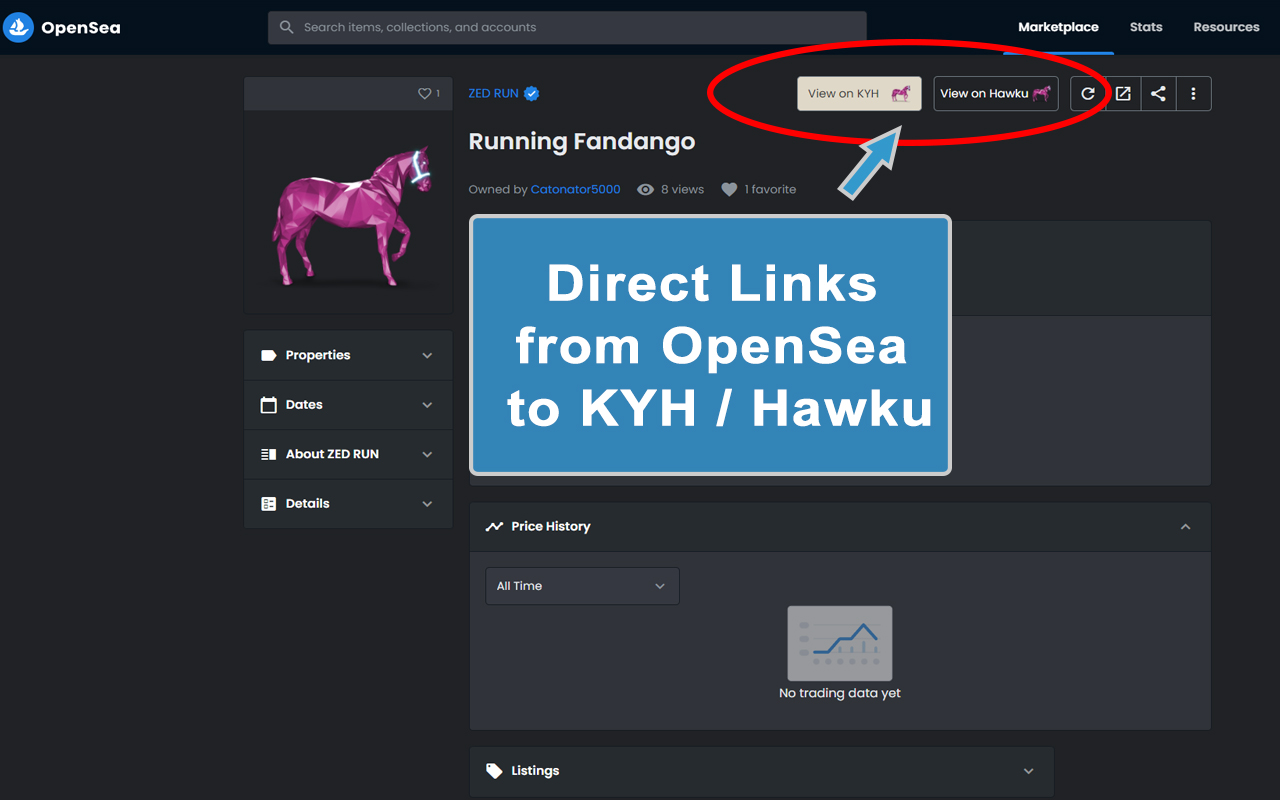 OpenSea
Search items, collections, and accounts
Marketplace
Stats
Resources
1
ZED RUN
View on KYH
View on Hawku
Running Fandango
Owned by Catonator5000
8 views
1 favorite
Direct Links
from OpenSea
to KYH / Hawku
Properties
Dates
About ZED RUN
Details
Price History
All Time
No trading data yet
Listings